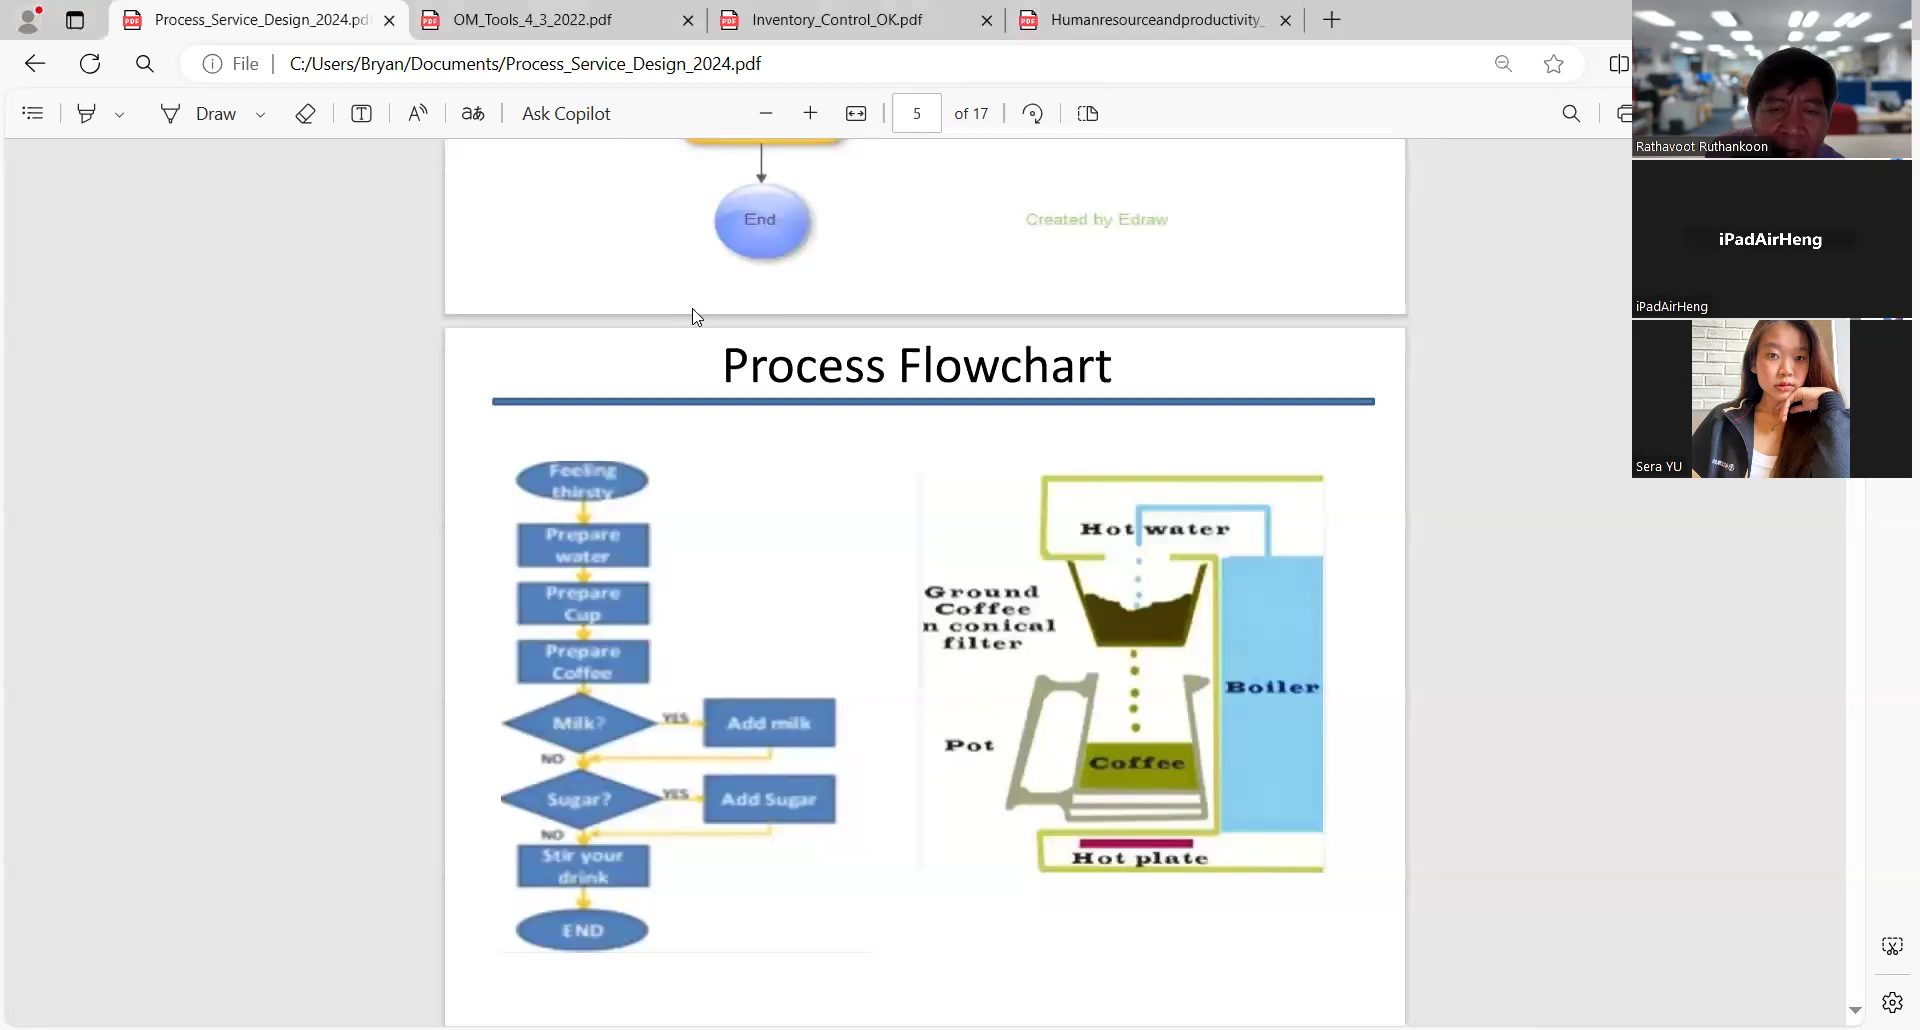 Process_Service_Design_2024.pdf
OM_Tools_4_3_2022.pdf
Inventory_Control_OK.pdf
Humanresourceandproductivity_
File
C:/Users/Bryan/Documents/Process_Service_Design_2024.pdf
Draw
aあ
Ask Copilot
5
of 17
Rathavoot Ruthankoon
iPadAirHeng
iPadAirHeng
Sera YU
End
Created by Edraw
Process Flowchart
Feeling
thirsty
Prepare
water
Prepare
Cup
Prepare
Coffee
Milk?
YES
Add milk
NO
Sugar?
YES
Add Sugar
NO
Stir your
drink
END
Hot water
Ground
Coffee
n conical
filter
Boiler
Pot
Coffee
Hot plate